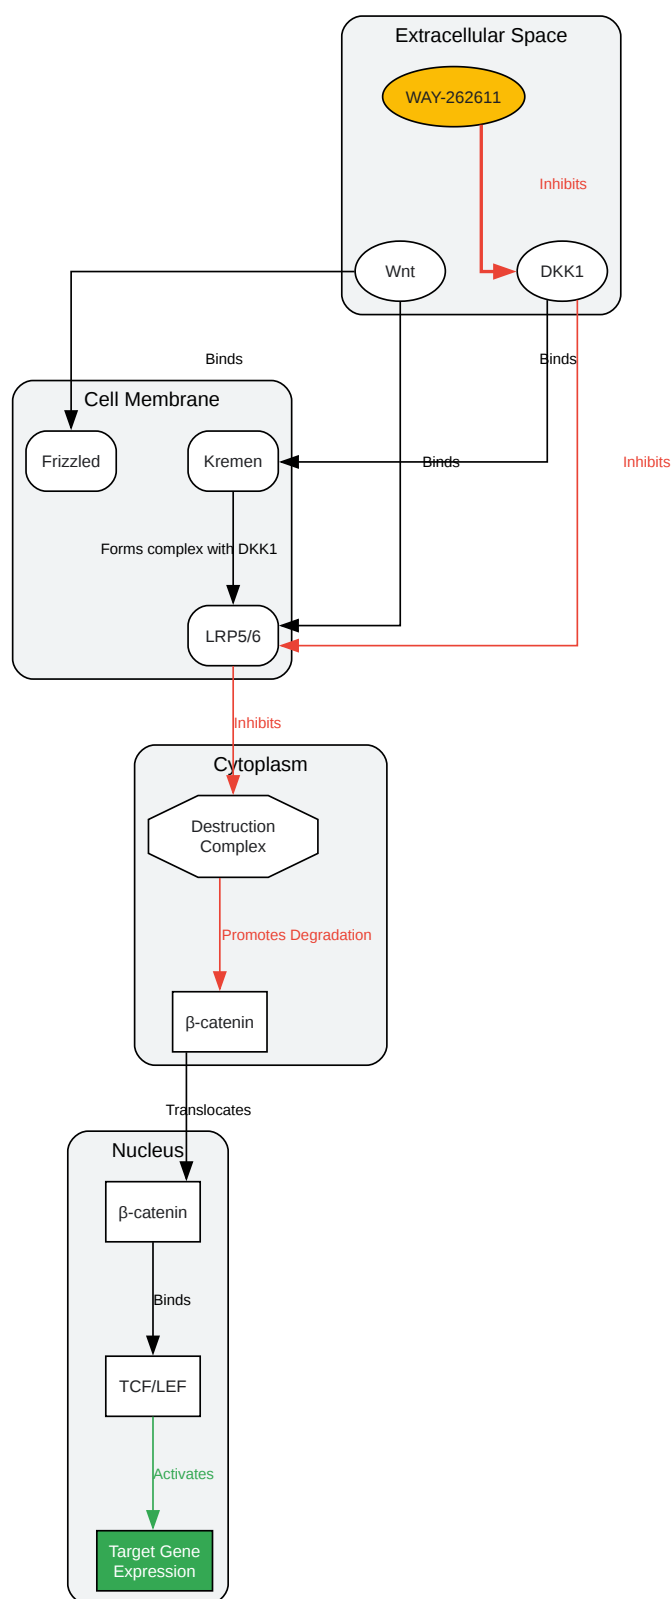 Extracellular Space
WAY-262611
Inhibits
Wnt
DKK1
Binds
Binds
Cell Membrane
Frizzled
Kremen
Binds
Inhibits
Forms complex with DKK1
LRP5/6
Inhibits
Cytoplasm
Destruction
Complex
Promotes Degradation
β-catenin
Translocates
Nucleus
β-catenin
Binds
TCF/LEF
Activates
Target Gene
Expression